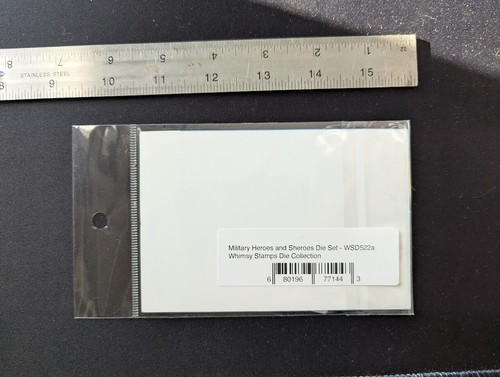 8 7 6 5 4 3 2 1
STAINLESS STEEL
8 9 10 11 12 13 14 15
Military Heroes and Sheroes Die Set - WSD522a
Whimsy Stamps Die Collection
6 80196 77144 3